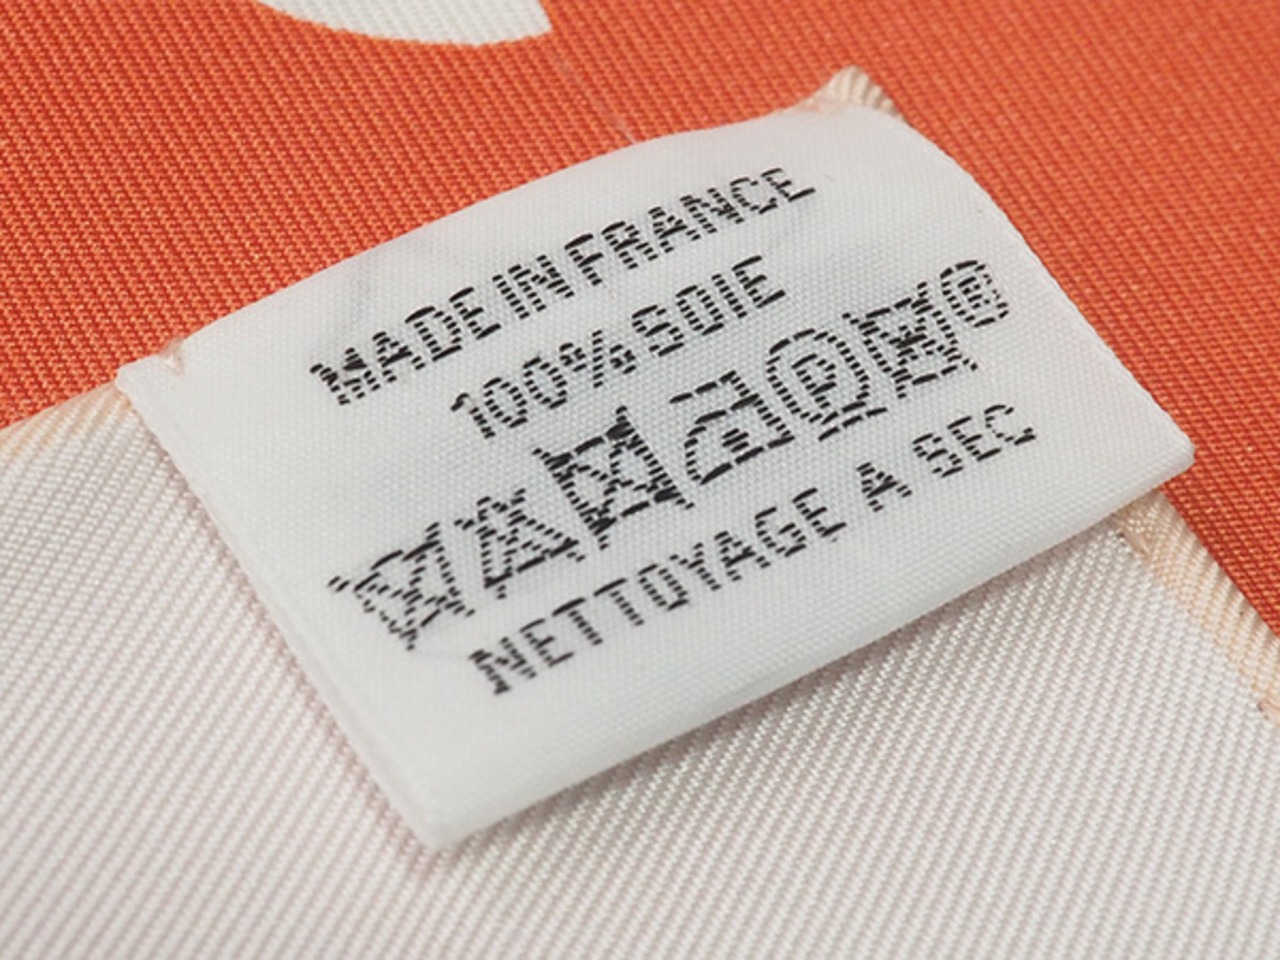 MADE IN FRANCE
100% SOIE
P ®
NETTOYAGE A SEC